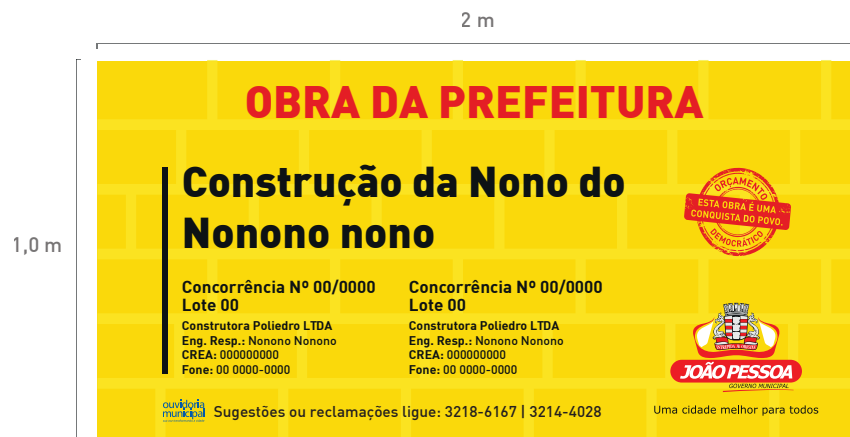 2 m
1,0 m
OBRA DA PREFEITURA
Construção da Nono do
Nonono nono
ORÇAMENTO
ESTA OBRA É UMA
CONQUISTA DO POVO.
DEMOCRÁTICO
Concorrência Nº 00/0000
Lote 00
Construtora Poliedro LTDA
Eng. Resp.: Nonono Nonono
CREA: 000000000
Fone: 00 0000-0000
Concorrência Nº 00/0000
Lote 00
Construtora Poliedro LTDA
Eng. Resp.: Nonono Nonono
CREA: 000000000
Fone: 00 0000-0000
JOÃO PESSOA
GOVERNO MUNICIPAL
Uma cidade melhor para todos
ouvidoria
municipal
Sugestões ou reclamações ligue: 3218-6167 | 3214-4028